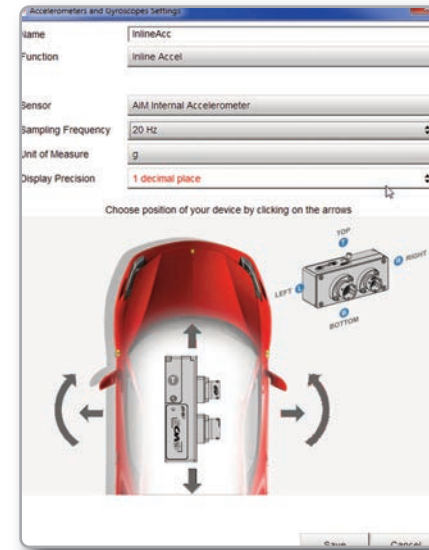 Accelerometers and Gyroscopes Settings
Name InlineAcc
Function Inline Accel
Sensor AiM Internal Accelerometer
Sampling Frequency 20 Hz
Unit of Measure g
Display Precision 1 decimal place
Choose position of your device by clicking on the arrows
TOP
T
LEFT L
R RIGHT
B
BOTTOM
T
Save Cancel